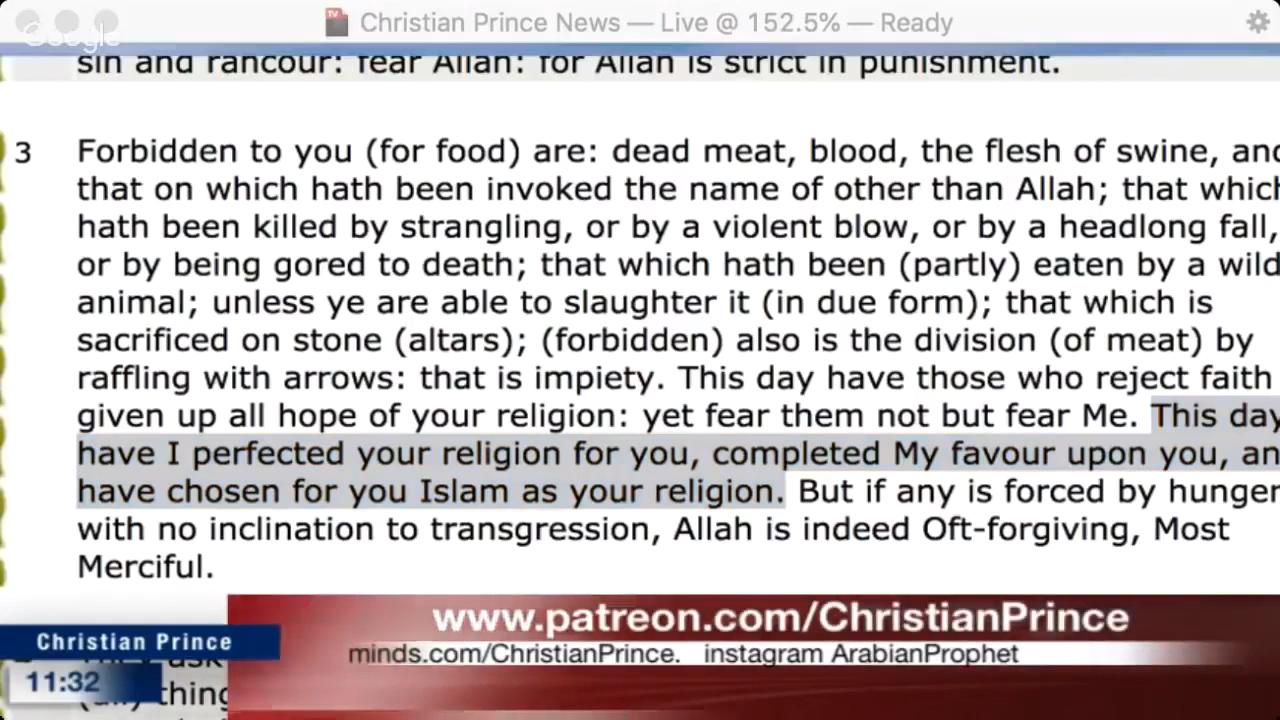 Christian Prince News — Live @ 152.5% — Ready
Google
sin and rancour: fear Allah: for Allah is strict in punishment.
3 Forbidden to you (for food) are: dead meat, blood, the flesh of swine, and
that on which hath been invoked the name of other than Allah; that which
hath been killed by strangling, or by a violent blow, or by a headlong fall,
or by being gored to death; that which hath been (partly) eaten by a wild
animal; unless ye are able to slaughter it (in due form); that which is
sacrificed on stone (altars); (forbidden) also is the division (of meat) by
raffling with arrows: that is impiety. This day have those who reject faith
given up all hope of your religion: yet fear them not but fear Me. This day
have I perfected your religion for you, completed My favour upon you, an
have chosen for you Islam as your religion. But if any is forced by hunger
with no inclination to transgression, Allah is indeed Oft-forgiving, Most
Merciful.
www.patreon.com/ChristianPrince
Christian Prince
minds.com/ChristianPrince. instagram ArabianProphet
ask
11:32
(all) thing